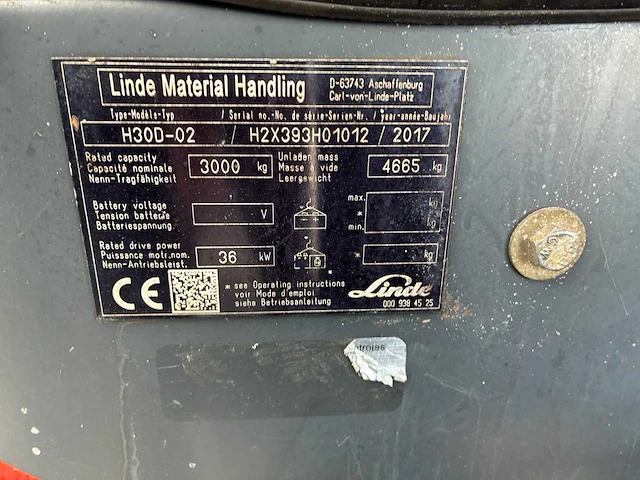 Linde Material Handling
D-63743 Aschaffenburg
Carl-von-Linde-Platz
Type-Modèle-Typ / Serial no.-No. de série-Serien-Nr. / year-année-Baujahr
H30D-02 / H2X393H01012 / 2017
Rated capacity
Capacité nominale
Nenn-Tragfähigkeit
3000 kg
Unladen mass
Masse à vide
Leergewicht
4665 kg
Battery voltage
Tension batterie
Batteriespannung
V
max.
*
min.
kg
kg
Rated drive power
Puissance motr.nom.
Nenn-Antriebsleist.
36 kW
* kg
CE
* see Operating instructions
voir Mode d'emploi
siehe Betriebsanleitung
Linde
000 938 45 25